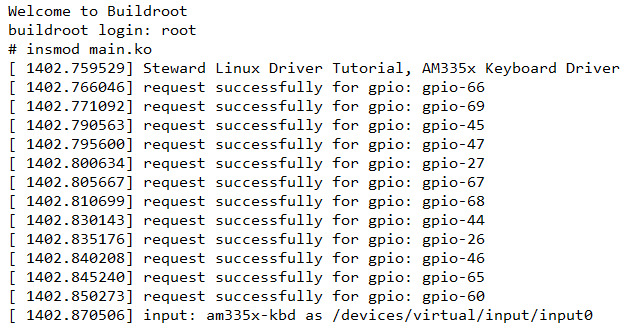 Welcome to Buildroot
buildroot login: root
# insmod main.ko
[ 1402.759529] Steward Linux Driver Tutorial, AM335x Keyboard Driver
[ 1402.766046] request successfully for gpio: gpio-66
[ 1402.771092] request successfully for gpio: gpio-69
[ 1402.790563] request successfully for gpio: gpio-45
[ 1402.795600] request successfully for gpio: gpio-47
[ 1402.800634] request successfully for gpio: gpio-27
[ 1402.805667] request successfully for gpio: gpio-67
[ 1402.810699] request successfully for gpio: gpio-68
[ 1402.830143] request successfully for gpio: gpio-44
[ 1402.835176] request successfully for gpio: gpio-26
[ 1402.840208] request successfully for gpio: gpio-46
[ 1402.845240] request successfully for gpio: gpio-65
[ 1402.850273] request successfully for gpio: gpio-60
[ 1402.870506] input: am335x-kbd as /devices/virtual/input/input0